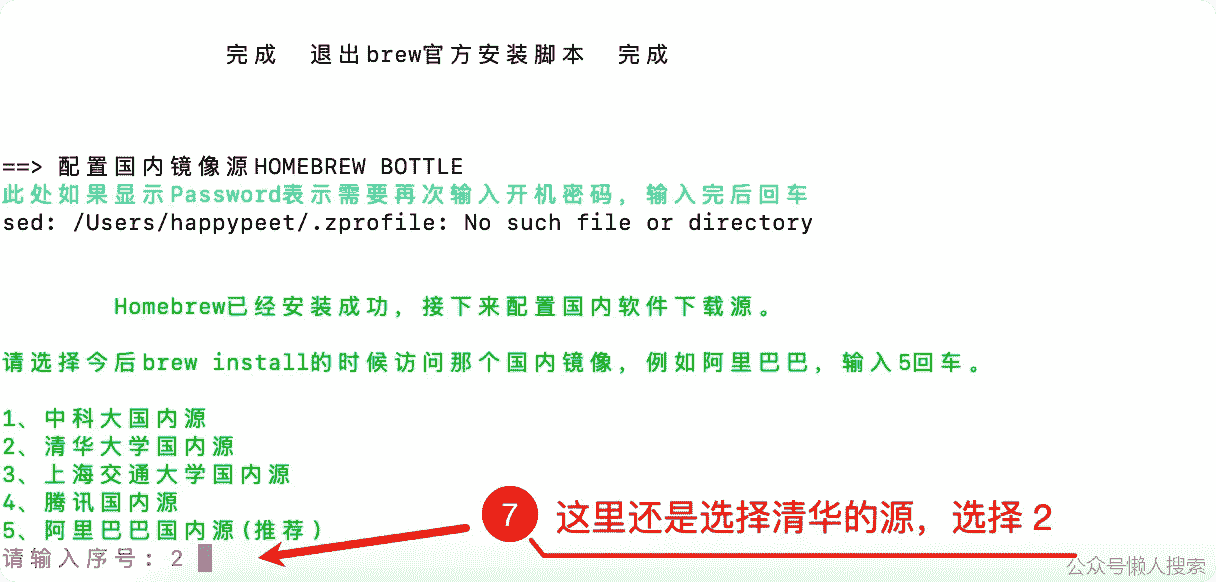 完成 退出brew官方安装脚本 完成
==> 配置国内镜像源HOMEBREW BOTTLE
此处如果显示Password表示需要再次输入开机密码，输入完后回车
sed: /Users/happypeet/.zprofile: No such file or directory
Homebrew已经安装成功，接下来配置国内软件下载源。
请选择今后brew install的时候访问那个国内镜像，例如阿里巴巴，输入5回车。
1、中科大国内源
2、清华大学国内源
3、上海交通大学国内源
4、腾讯国内源
5、阿里巴巴国内源(推荐)
请输入序号: 2
7 这里还是选择清华的源，选择 2
公众号懒人搜索